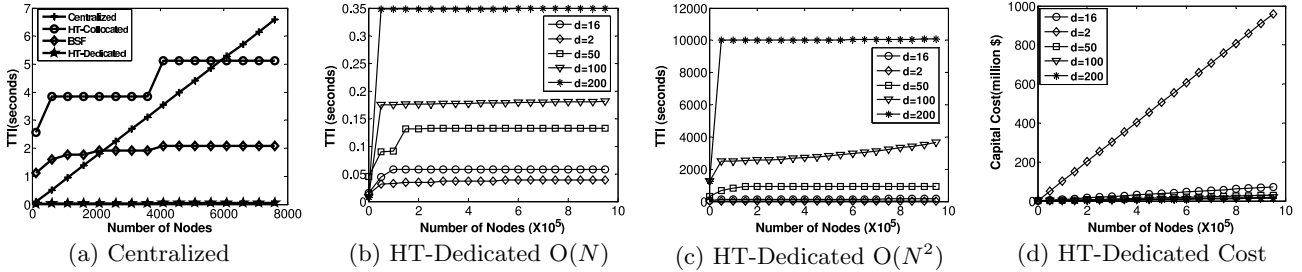 7
6
5
4
3
2
1
0
TTI(seconds)
Centralized
HT-Collocated
BSF
HT-Dedicated
0 2000 4000 6000 8000
Number of Nodes
(a) Centralized
0.35
0.3
0.25
0.2
0.15
0.1
0.05
0
TTI (seconds)
d=16
d=2
d=50
d=100
d=200
0 2 4 6 8 10
Number of Nodes (X10⁵)
(b) HT-Dedicated O(N)
12000
10000
8000
6000
4000
2000
0
TTI (seconds)
d=16
d=2
d=50
d=100
d=200
0 2 4 6 8 10
Number of Nodes (X10⁵)
(c) HT-Dedicated O(N²)
1000
800
600
400
200
0
Capital Cost(million $)
d=16
d=2
d=50
d=100
d=200
0 2 4 6 8 10
Number of Nodes (X10⁵)
(d) HT-Dedicated Cost